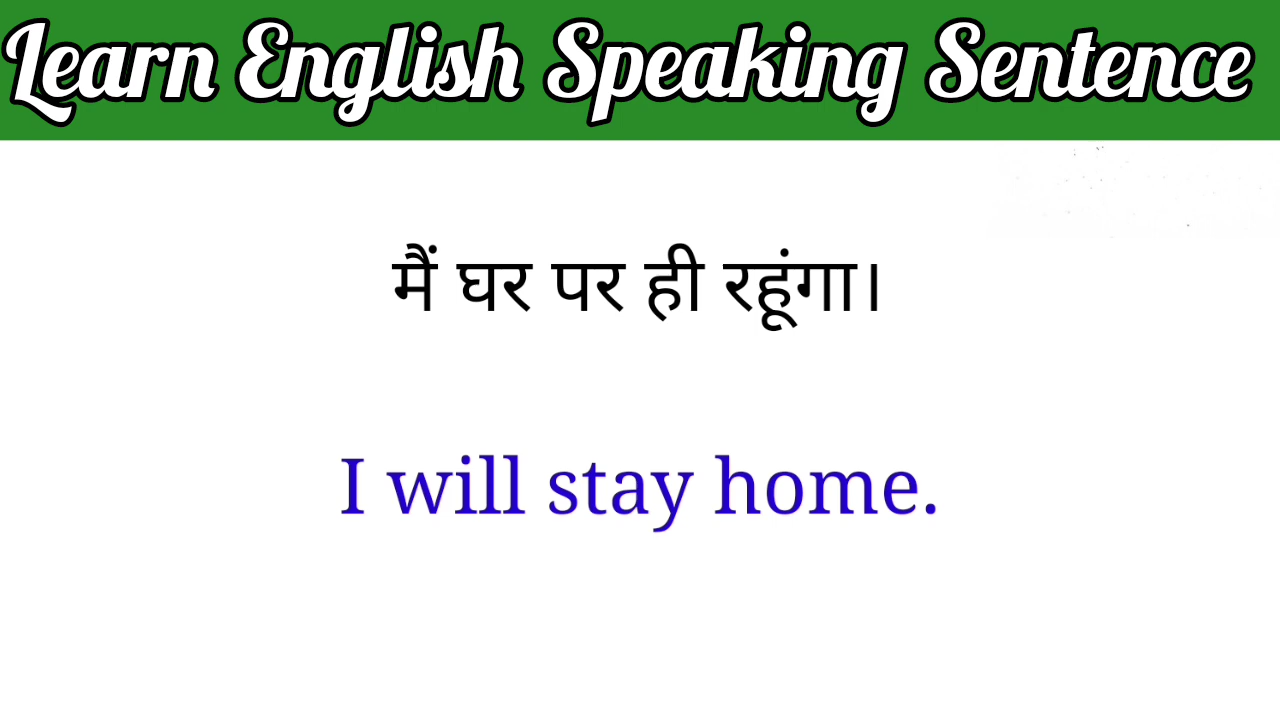 Learn English Speaking Sentence
मैं घर पर ही रहूंगा।
I will stay home.